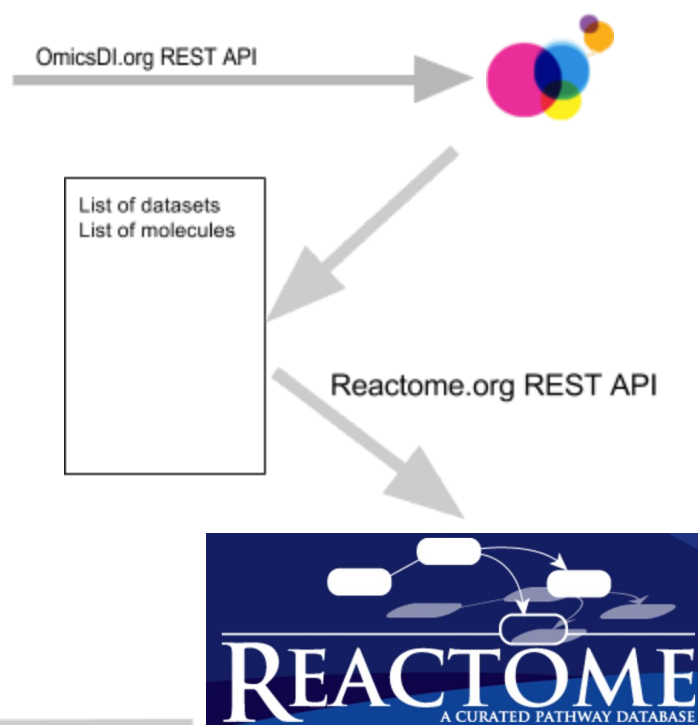 OmicsDI.org REST API
List of datasets
List of molecules
Reactome.org REST API
REACTOME
A CURATED PATHWAY DATABASE